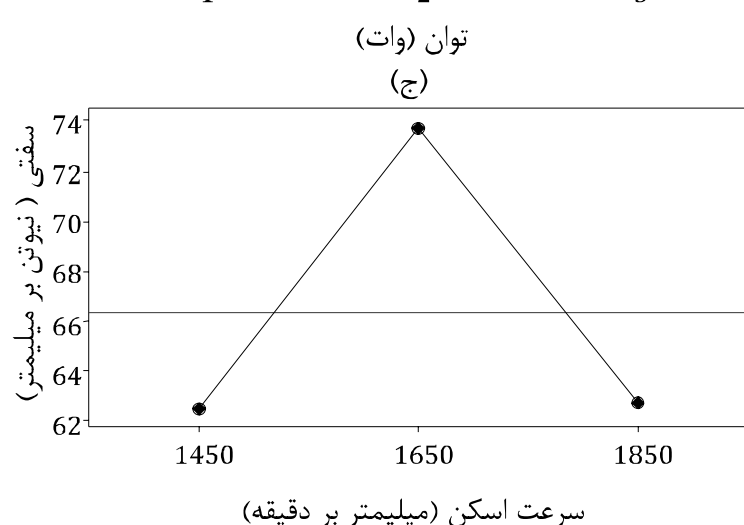 توان (وات)
(ج)
سفتی ( نیوتن بر میلیمتر)
74
72
70
68
66
64
62
1450 1650 1850
سرعت اسکن (میلیمتر بر دقیقه)